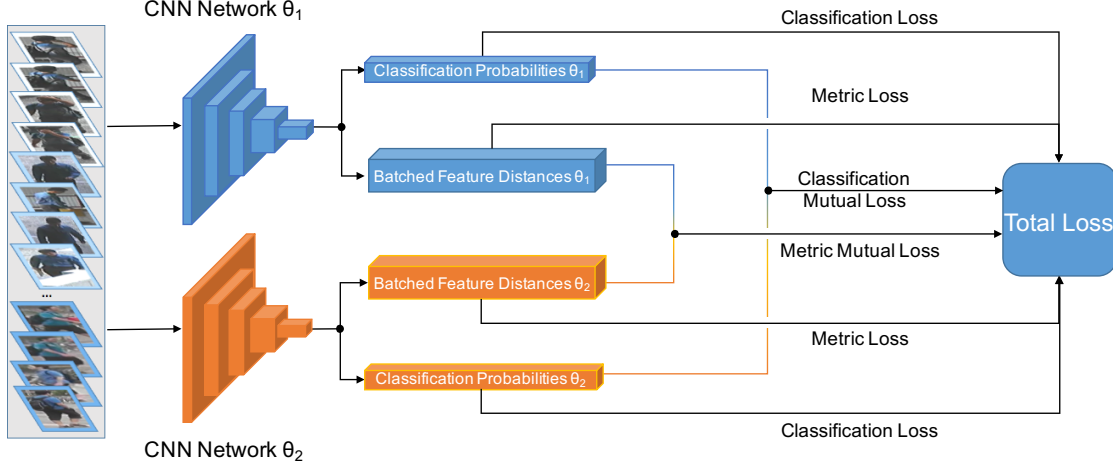 CNN Network θ1
Classification Loss
Classification Probabilities θ1
Metric Loss
Batched Feature Distances θ1
Classification
Mutual Loss
Total Loss
Metric Mutual Loss
Batched Feature Distances θ2
...
Metric Loss
Classification Probabilities θ2
Classification Loss
CNN Network θ2